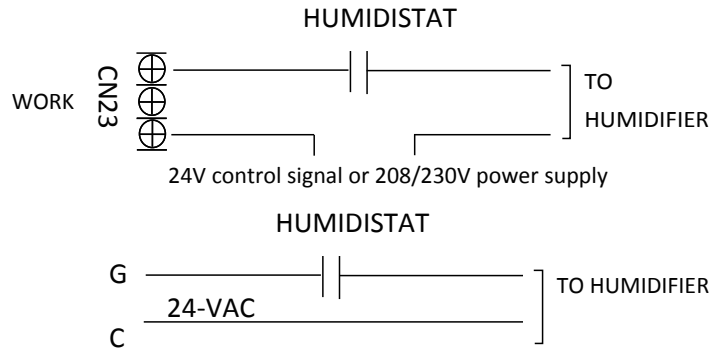 HUMIDISTAT
WORK
CN23
TO
HUMIDIFIER
24V control signal or 208/230V power supply
HUMIDISTAT
G
TO HUMIDIFIER
24-VAC
C